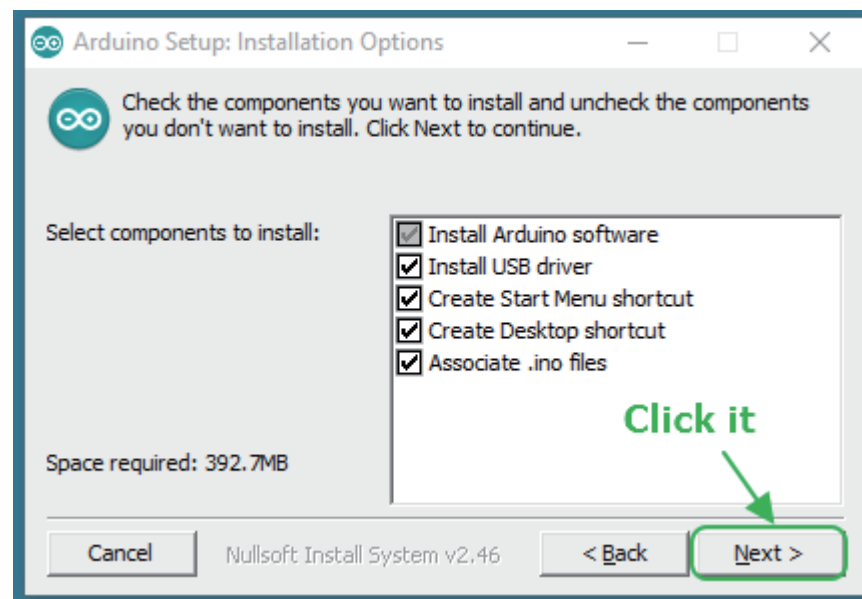 Arduino Setup: Installation Options
Check the components you want to install and uncheck the components
you don't want to install. Click Next to continue.
Select components to install:
Install Arduino software
Install USB driver
Create Start Menu shortcut
Create Desktop shortcut
Associate .ino files
Click it
Space required: 392.7MB
Cancel
Nullsoft Install System v2.46
< Back
Next >